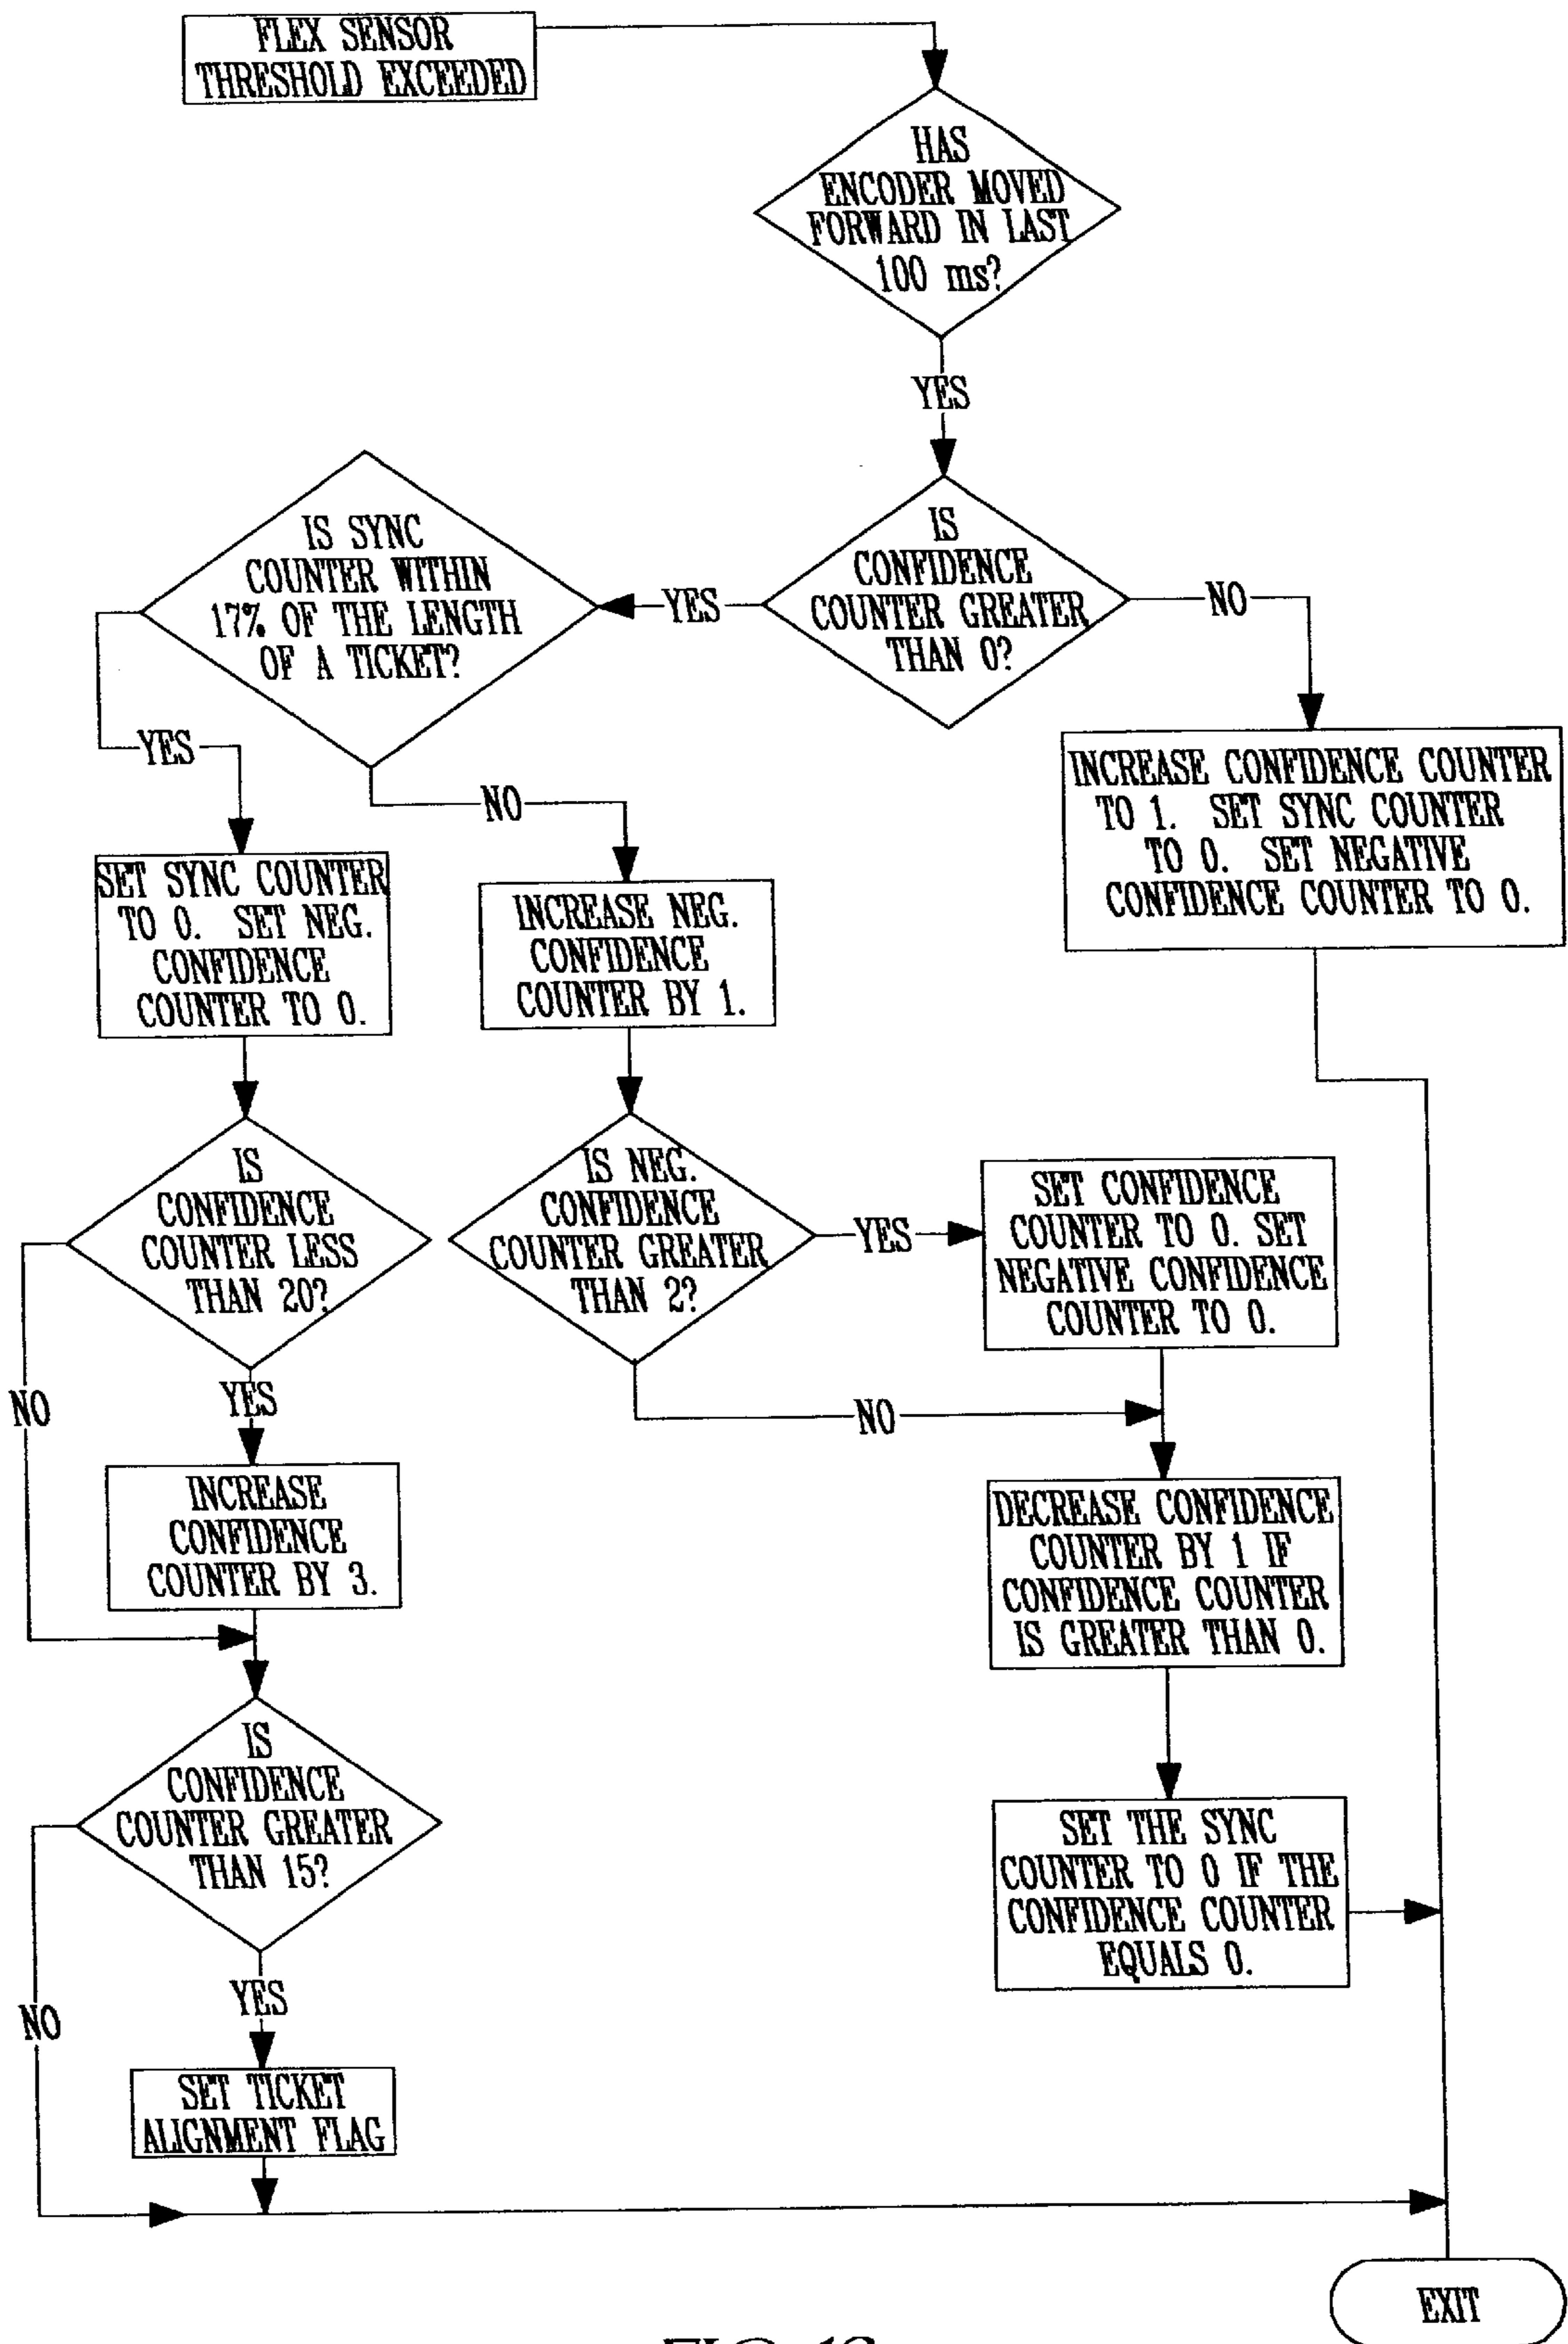 FLEX SENSOR
THRESHOLD EXCEEDED
HAS
ENCODER MOVED
FORWARD IN LAST
100 ms?
YES
IS
CONFIDENCE
COUNTER GREATER
THAN 0?
YES
NO
IS SYNC
COUNTER WITHIN
17% OF THE LENGTH
OF A TICKET?
YES
NO
INCREASE CONFIDENCE COUNTER
TO 1. SET SYNC COUNTER
TO 0. SET NEGATIVE
CONFIDENCE COUNTER TO 0.
SET SYNC COUNTER
TO 0. SET NEG.
CONFIDENCE
COUNTER TO 0.
INCREASE NEG.
CONFIDENCE
COUNTER BY 1.
IS
CONFIDENCE
COUNTER LESS
THAN 20?
IS NEG.
CONFIDENCE
COUNTER GREATER
THAN 2?
YES
SET CONFIDENCE
COUNTER TO 0. SET
NEGATIVE CONFIDENCE
COUNTER TO 0.
NO
YES
NO
INCREASE
CONFIDENCE
COUNTER BY 3.
DECREASE CONFIDENCE
COUNTER BY 1 IF
CONFIDENCE COUNTER
IS GREATER THAN 0.
IS
CONFIDENCE
COUNTER GREATER
THAN 15?
SET THE SYNC
COUNTER TO 0 IF THE
CONFIDENCE COUNTER
EQUALS 0.
YES
NO
SET TICKET
ALIGNMENT FLAG
EXIT